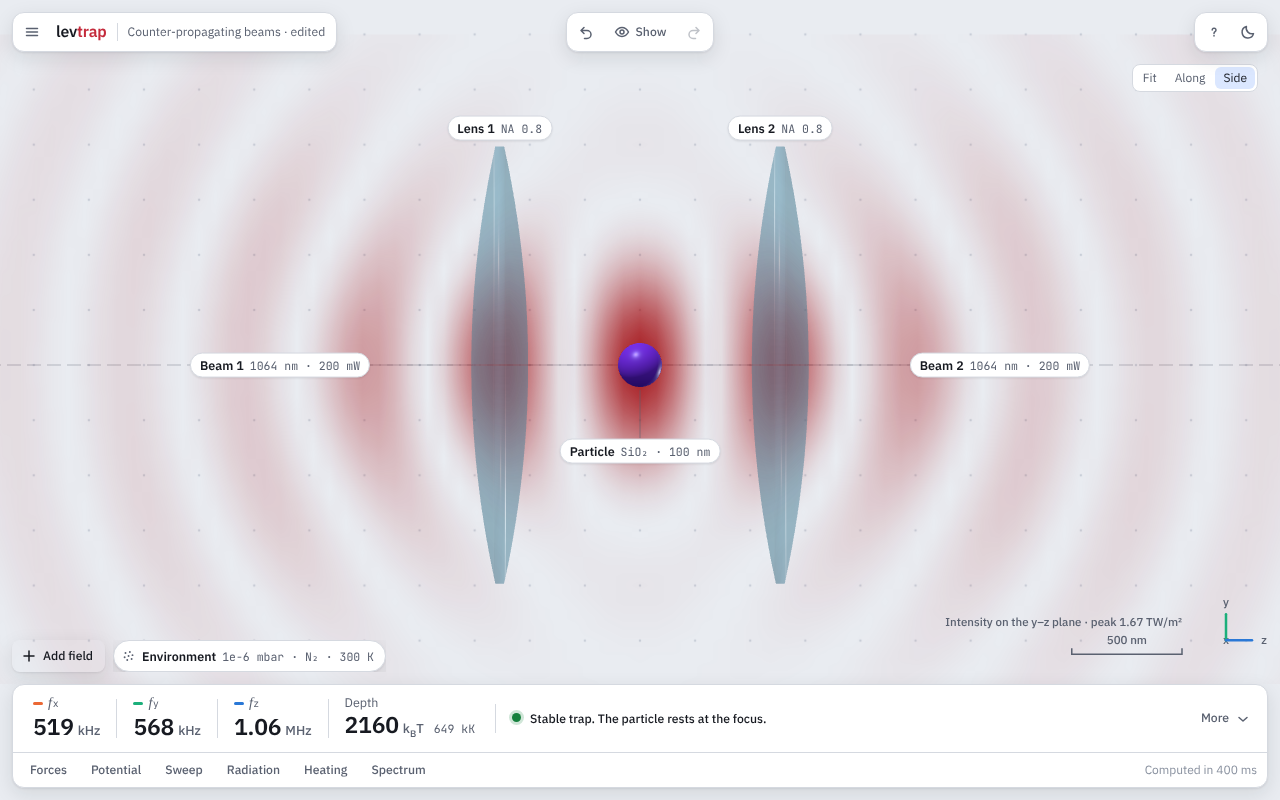 levtrap Counter-propagating beams · edited
Show
?
Fit Along Side
Lens 1 NA 0.8
Lens 2 NA 0.8
Beam 1 1064 nm · 200 mW
Beam 2 1064 nm · 200 mW
Particle SiO₂ · 100 nm
y
Intensity on the y–z plane · peak 1.67 TW/m²
500 nm
x
z
Add field
Environment 1e-6 mbar · N₂ · 300 K
fx
519 kHz
fy
568 kHz
fz
1.06 MHz
Depth
2160 kBT 649 kK
Stable trap. The particle rests at the focus.
More
Forces Potential Sweep Radiation Heating Spectrum
Computed in 400 ms